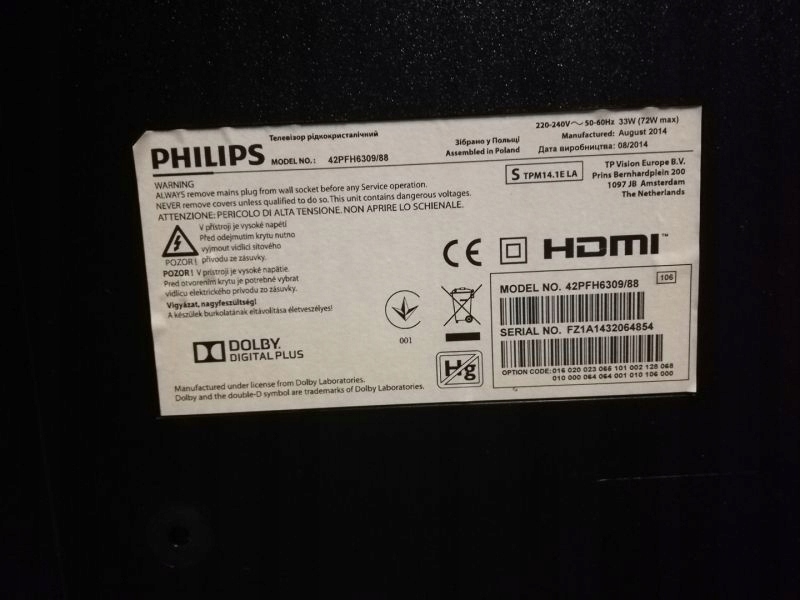 Телевізор рідкокристалічний
PHILIPS MODEL NO.: 42PFH6309/88
Зібрано у Польщі
Assembled in Poland
220-240V～ 50-60Hz 33W (72W max)
Manufactured: August 2014
Дата виробництва: 08/2014
S TPM14.1E LA
TP Vision Europe B.V.
Prins Bernhardplein 200
1097 JB Amsterdam
The Netherlands
WARNING
ALWAYS remove mains plug from wall socket before any Service operation.
NEVER remove covers unless qualified to do so. This unit contains dangerous voltages.
ATTENZIONE: PERICOLO DI ALTA TENSIONE. NON APRIRE LO SCHIENALE.
V přístroji je vysoké napětí
Před odejmutím krytu nutno
vyjmout vidlici síťového
POZOR! přívodu ze zásuvky.
POZOR! V prístroji je vysoké napätie.
Pred otvorením krytu je potrebné vybrat
vidlicu elektrického prívodu zo zásuvky.
Vigyázat, nagyfeszültség!
A készülek burkolatának eltávolitása életveszélyes!
CE HDMI™
DOLBY
DIGITAL PLUS
001
Hg
Manufactured under license from Dolby Laboratories.
Dolby and the double-D symbol are trademarks of Dolby Laboratories.
106
MODEL NO. 42PFH6309/88
SERIAL NO. FZ1A1432064854
OPTION CODE: 016 020 023 065 101 002 128 068
010 000 064 064 001 010 106 000